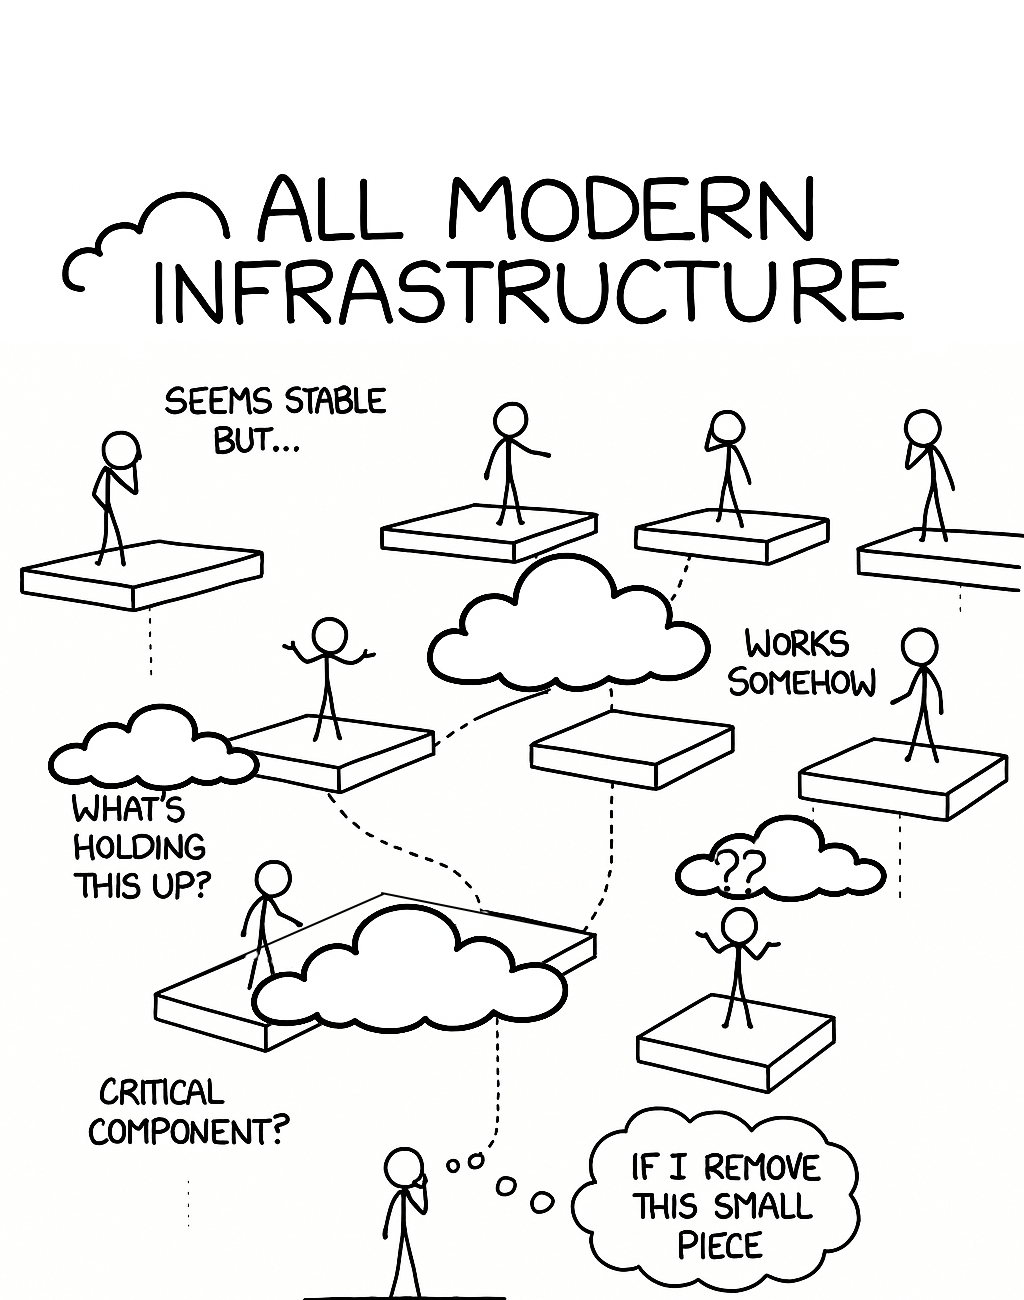 ALL MODERN
INFRASTRUCTURE
SEEMS STABLE
BUT...
WORKS
SOMEHOW
WHAT'S
HOLDING
THIS UP?
??
CRITICAL
COMPONENT?
IF I REMOVE
THIS SMALL
PIECE